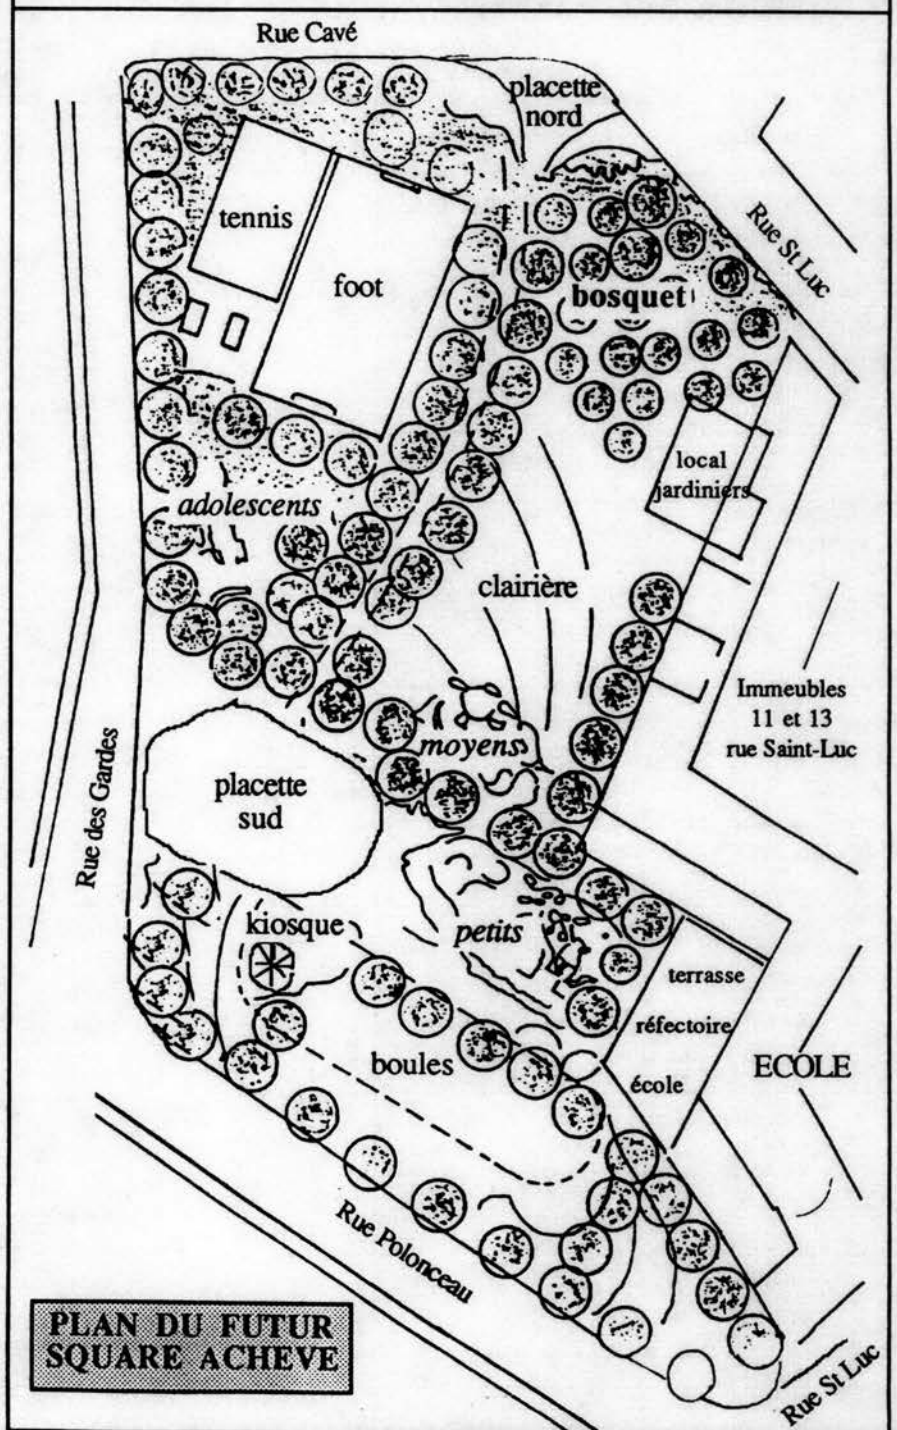 Rue Cavé
placette
nord
Rue St Luc
tennis
foot
bosquet
local
jardiniers
adolescents
clairière
Immeubles
11 et 13
rue Saint-Luc
moyens
placette
sud
Rue des Gardes
kiosque
petits
terrasse
réfectoire
école
ECOLE
boules
Rue Polonceau
PLAN DU FUTUR
SQUARE ACHEVE
Rue St Luc